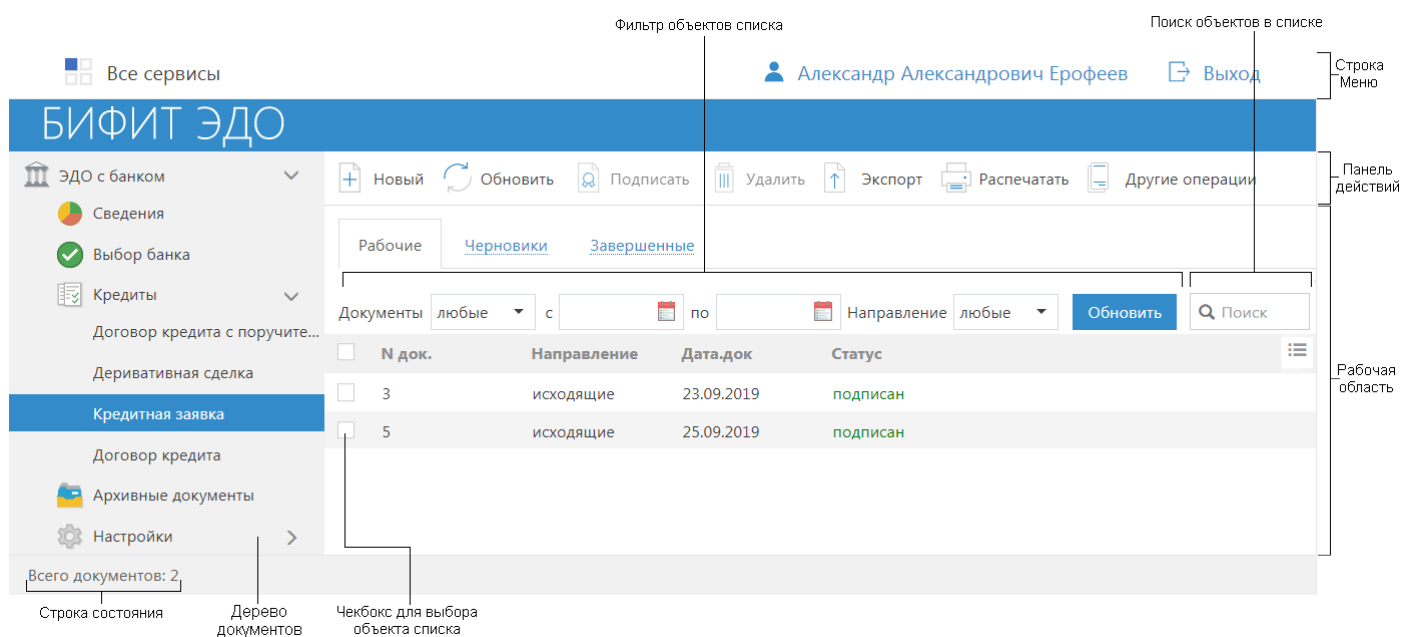 Фильтр объектов списка
Поиск объектов в списке
Все сервисы
Александр Александрович Ерофеев
Выход
Строка
Меню
БИФИТ ЭДО
ЭДО с банком
Новый
Обновить
Подписать
Удалить
Экспорт
Распечатать
Другие операции
Панель
действий
Сведения
Выбор банка
Рабочие
Черновики
Завершенные
Кредиты
Документы любые с по Направление любые Обновить Поиск
Договор кредита с поручите...
N док. Направление Дата.док Статус
Деривативная сделка
3 исходящие 23.09.2019 подписан
Рабочая
область
Кредитная заявка
5 исходящие 25.09.2019 подписан
Договор кредита
Архивные документы
Настройки
Всего документов: 2
Строка состояния
Дерево
документов
Чекбокс для выбора
объекта списка